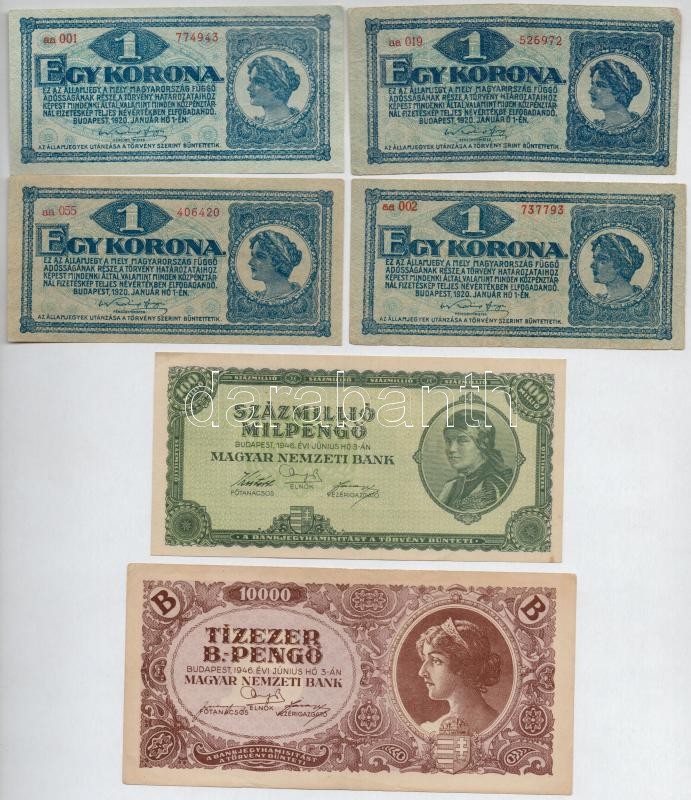 aa 001 774943
1
EGY KORONA
EZ AZ ÁLLAMJEGY A MELY MAGYARORSZÁG FÜGGŐ
ADÓSSÁGÁNAK RÉSZE, A TÖRVÉNY HATÁROZATAIHOZ
KÉPEST MINDENKI ÁLTAL, VALAMINT MINDEN KÖZPÉNZTÁR-
NÁL FIZETÉSKÉP TELJES NÉVÉRTÉKBEN ELFOGADANDÓ.
BUDAPEST, 1920. JANUÁR HÓ 1-ÉN.
PÉNZÜGYMINISTER
AZ ÁLLAMJEGYEK UTÁNZÁSA A TÖRVÉNY SZERINT BÜNTETTETIK.
aa 019 526972
1
EGY KORONA
EZ AZ ÁLLAMJEGY A MELY MAGYARORSZÁG FÜGGŐ
ADÓSSÁGÁNAK RÉSZE, A TÖRVÉNY HATÁROZATAIHOZ
KÉPEST MINDENKI ÁLTAL, VALAMINT MINDEN KÖZPÉNZTÁR-
NÁL FIZETÉSKÉP TELJES NÉVÉRTÉKBEN ELFOGADANDÓ.
BUDAPEST, 1920. JANUÁR HÓ 1-ÉN.
PÉNZÜGYMINISTER
AZ ÁLLAMJEGYEK UTÁNZÁSA A TÖRVÉNY SZERINT BÜNTETTETIK.
aa 055 406420
1
EGY KORONA
EZ AZ ÁLLAMJEGY A MELY MAGYARORSZÁG FÜGGŐ
ADÓSSÁGÁNAK RÉSZE, A TÖRVÉNY HATÁROZATAIHOZ
KÉPEST MINDENKI ÁLTAL, VALAMINT MINDEN KÖZPÉNZTÁR-
NÁL FIZETÉSKÉP TELJES NÉVÉRTÉKBEN ELFOGADANDÓ.
BUDAPEST, 1920. JANUÁR HÓ 1-ÉN.
PÉNZÜGYMINISTER
AZ ÁLLAMJEGYEK UTÁNZÁSA A TÖRVÉNY SZERINT BÜNTETTETIK.
aa 002 737793
1
EGY KORONA
EZ AZ ÁLLAMJEGY A MELY MAGYARORSZÁG FÜGGŐ
ADÓSSÁGÁNAK RÉSZE, A TÖRVÉNY HATÁROZATAIHOZ
KÉPEST MINDENKI ÁLTAL, VALAMINT MINDEN KÖZPÉNZTÁR-
NÁL FIZETÉSKÉP TELJES NÉVÉRTÉKBEN ELFOGADANDÓ.
BUDAPEST, 1920. JANUÁR HÓ 1-ÉN.
PÉNZÜGYMINISTER
AZ ÁLLAMJEGYEK UTÁNZÁSA A TÖRVÉNY SZERINT BÜNTETTETIK.
SZÁZMILLIÓ SZÁZMILLIÓ SZÁZMILLIÓ
100 100
darabanth
SZÁZMILLIÓ
MILPENGŐ
BUDAPEST, 1946. ÉVI JÚNIUS HÓ 3-ÁN
MAGYAR NEMZETI BANK
FŐTANÁCSOS ELNÖK VEZÉRIGAZGATÓ
A BANKJEGYHAMISÍTÁST A TÖRVÉNY BÜNTETI
B 10000 B
TÍZEZER
B.-PENGŐ
BUDAPEST, 1946. ÉVI JÚNIUS HÓ 3-ÁN
MAGYAR NEMZETI BANK
FŐTANÁCSOS ELNÖK VEZÉRIGAZGATÓ
A BANKJEGYHAMISÍTÁST
A TÖRVÉNY BÜNTETI